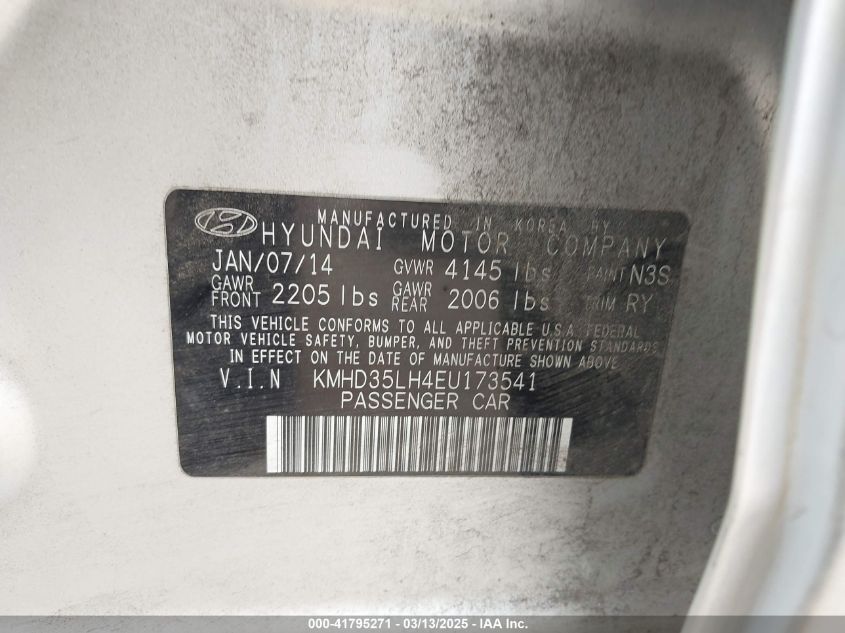 MANUFACTURED IN KOREA BY
HYUNDAI MOTOR COMPANY
JAN/07/14 GVWR 4145 lbs PAINT N3S
GAWR FRONT 2205 lbs GAWR REAR 2006 lbs TRIM RY
THIS VEHICLE CONFORMS TO ALL APPLICABLE U.S.A. FEDERAL
MOTOR VEHICLE SAFETY, BUMPER, AND THEFT PREVENTION STANDARDS
IN EFFECT ON THE DATE OF MANUFACTURE SHOWN ABOVE
V.I.N KMHD35LH4EU173541
PASSENGER CAR
000-41795271 - 03/13/2025 - IAA Inc.